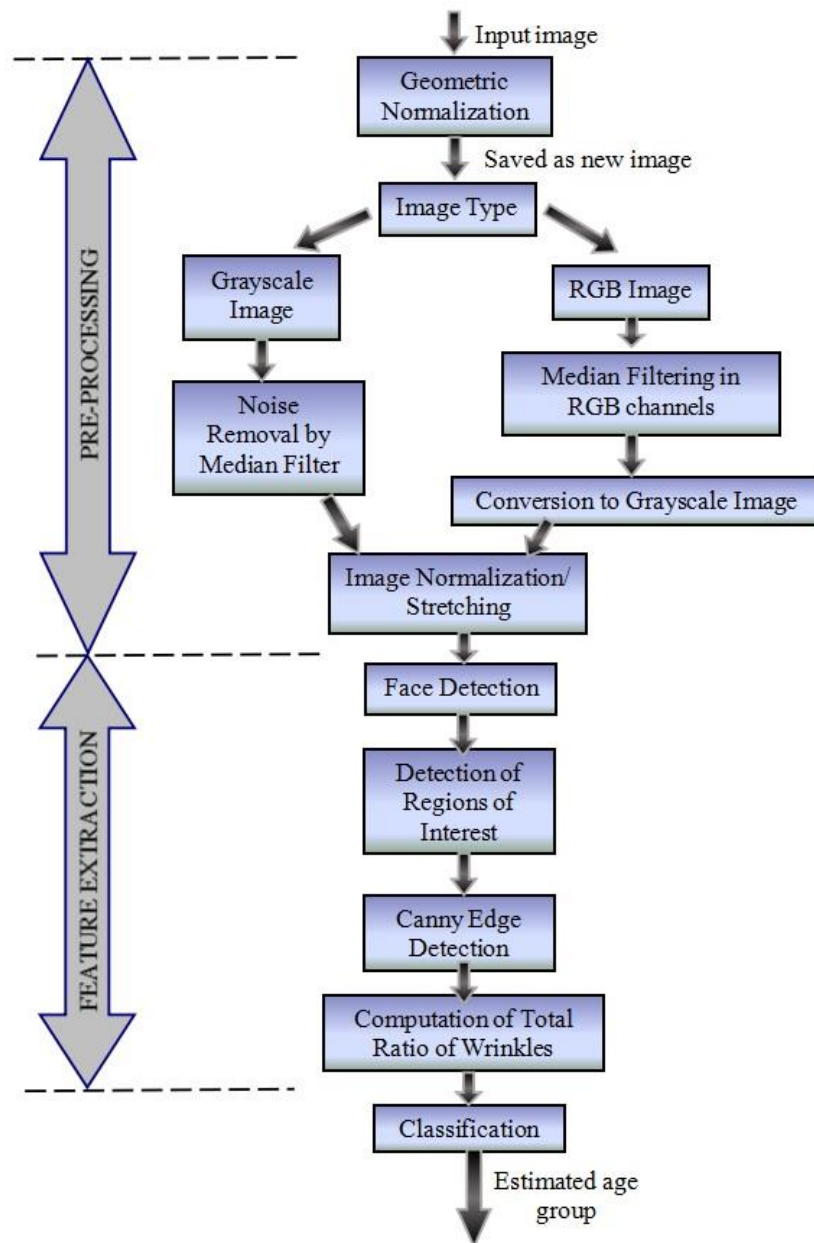 Input image
Geometric
Normalization
Saved as new image
Image Type
Grayscale
Image
RGB Image
Noise
Removal by
Median Filter
Median Filtering in
RGB channels
Conversion to Grayscale Image
Image Normalization/
Stretching
PRE-PROCESSING
Face Detection
Detection of
Regions of
Interest
Canny Edge
Detection
Computation of Total
Ratio of Wrinkles
FEATURE EXTRACTION
Classification
Estimated age
group